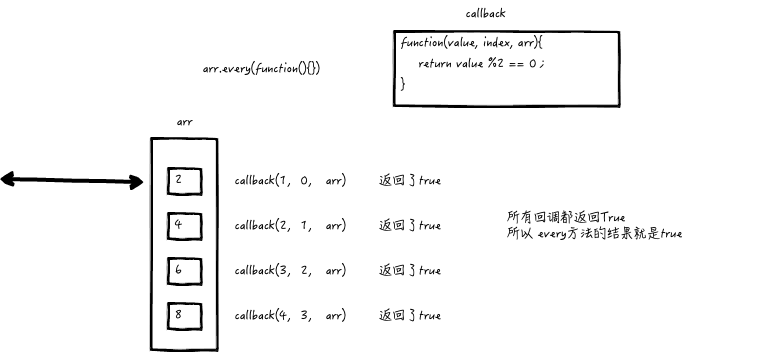 callback
function(value, index, arr){
return value %2 == 0;
}
arr.every(function(){})
arr
2 callback(1, 0, arr) 返回了true
4 callback(2, 1, arr) 返回了true
6 callback(3, 2, arr) 返回了true
8 callback(4, 3, arr) 返回了true
所有回调都返回True
所以 every方法的结果就是true